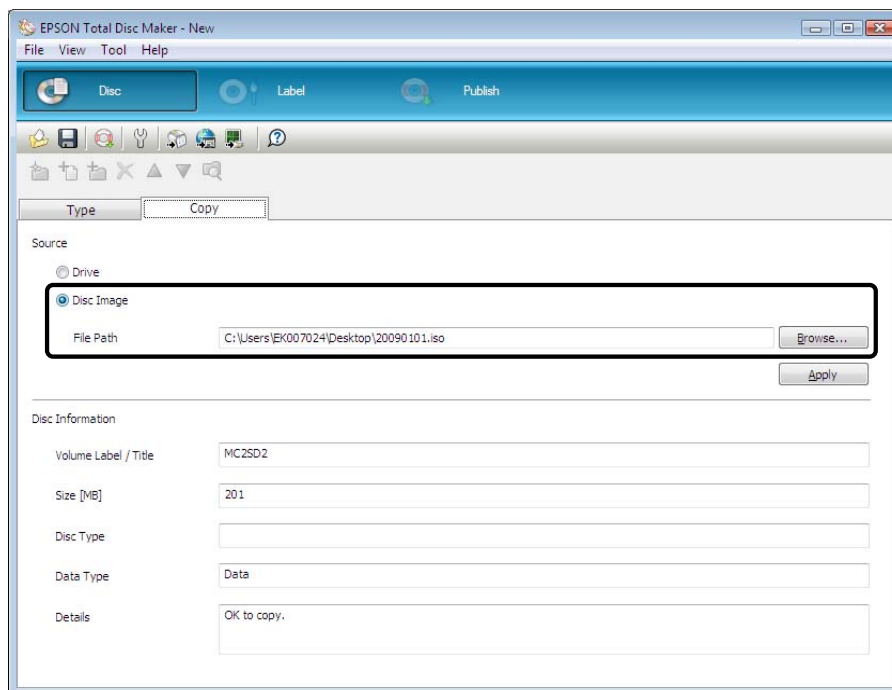 EPSON Total Disc Maker - New
File View Tool Help
Disc Label Publish
Type Copy
Source
Drive
Disc Image
File Path C:\Users\EK007024\Desktop\20090101.iso Browse...
Apply
Disc Information
Volume Label / Title MC2SD2
Size [MB] 201
Disc Type
Data Type Data
Details OK to copy.